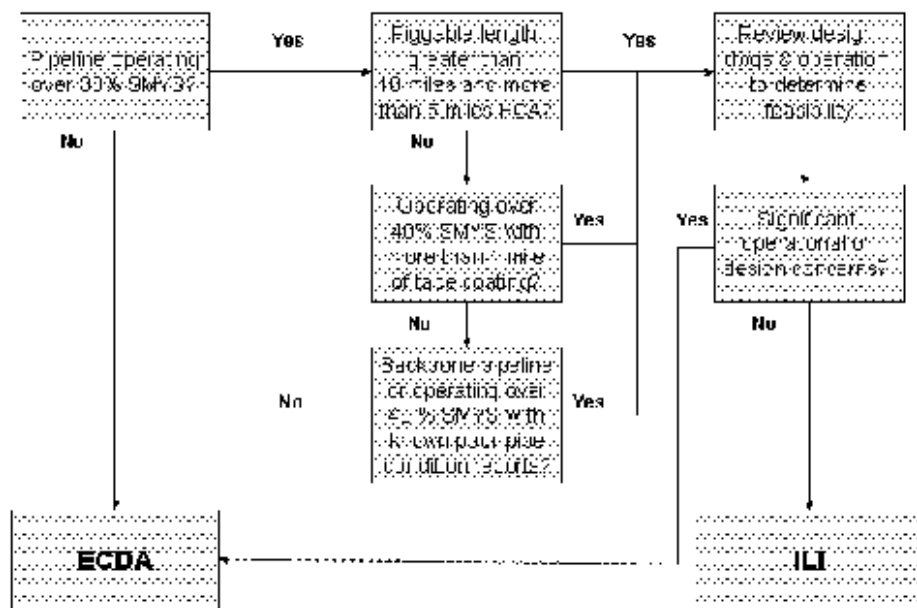 Pipeline operating
over 30% SMYS?
Yes
No
Piggable length
greater than
10 miles and more
than 5 miles HCA?
Yes
No
Review design
dwgs & operation
to determine
feasibility
Operating over
40% SMYS with
more than 1 mile
of tape coating?
Yes
No
Yes
Significant
operational or
design concerns?
No
No
Backbone pipeline
or operating over
40% SMYS with
known poor pipe
condition reports?
Yes
ECDA
ILI